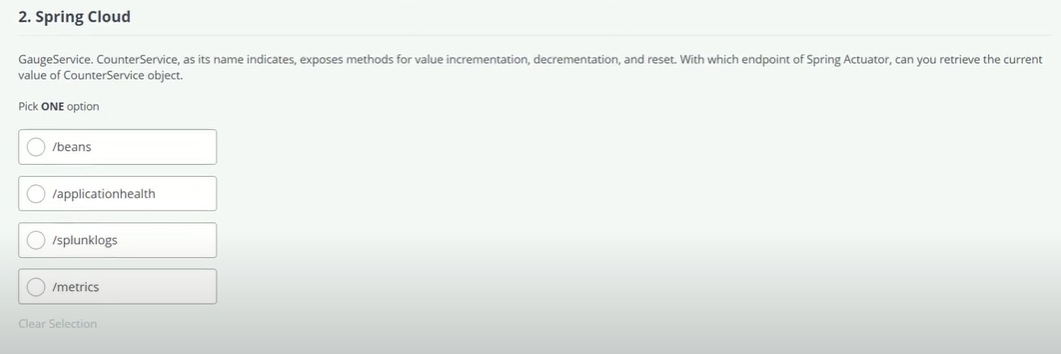 2. Spring Cloud
GaugeService. CounterService, as its name indicates, exposes methods for value incrementation, decrementation, and reset. With which endpoint of Spring Actuator, can you retrieve the current
value of CounterService object.
Pick ONE option
/beans
/applicationhealth
/splunklogs
/metrics
Clear Selection